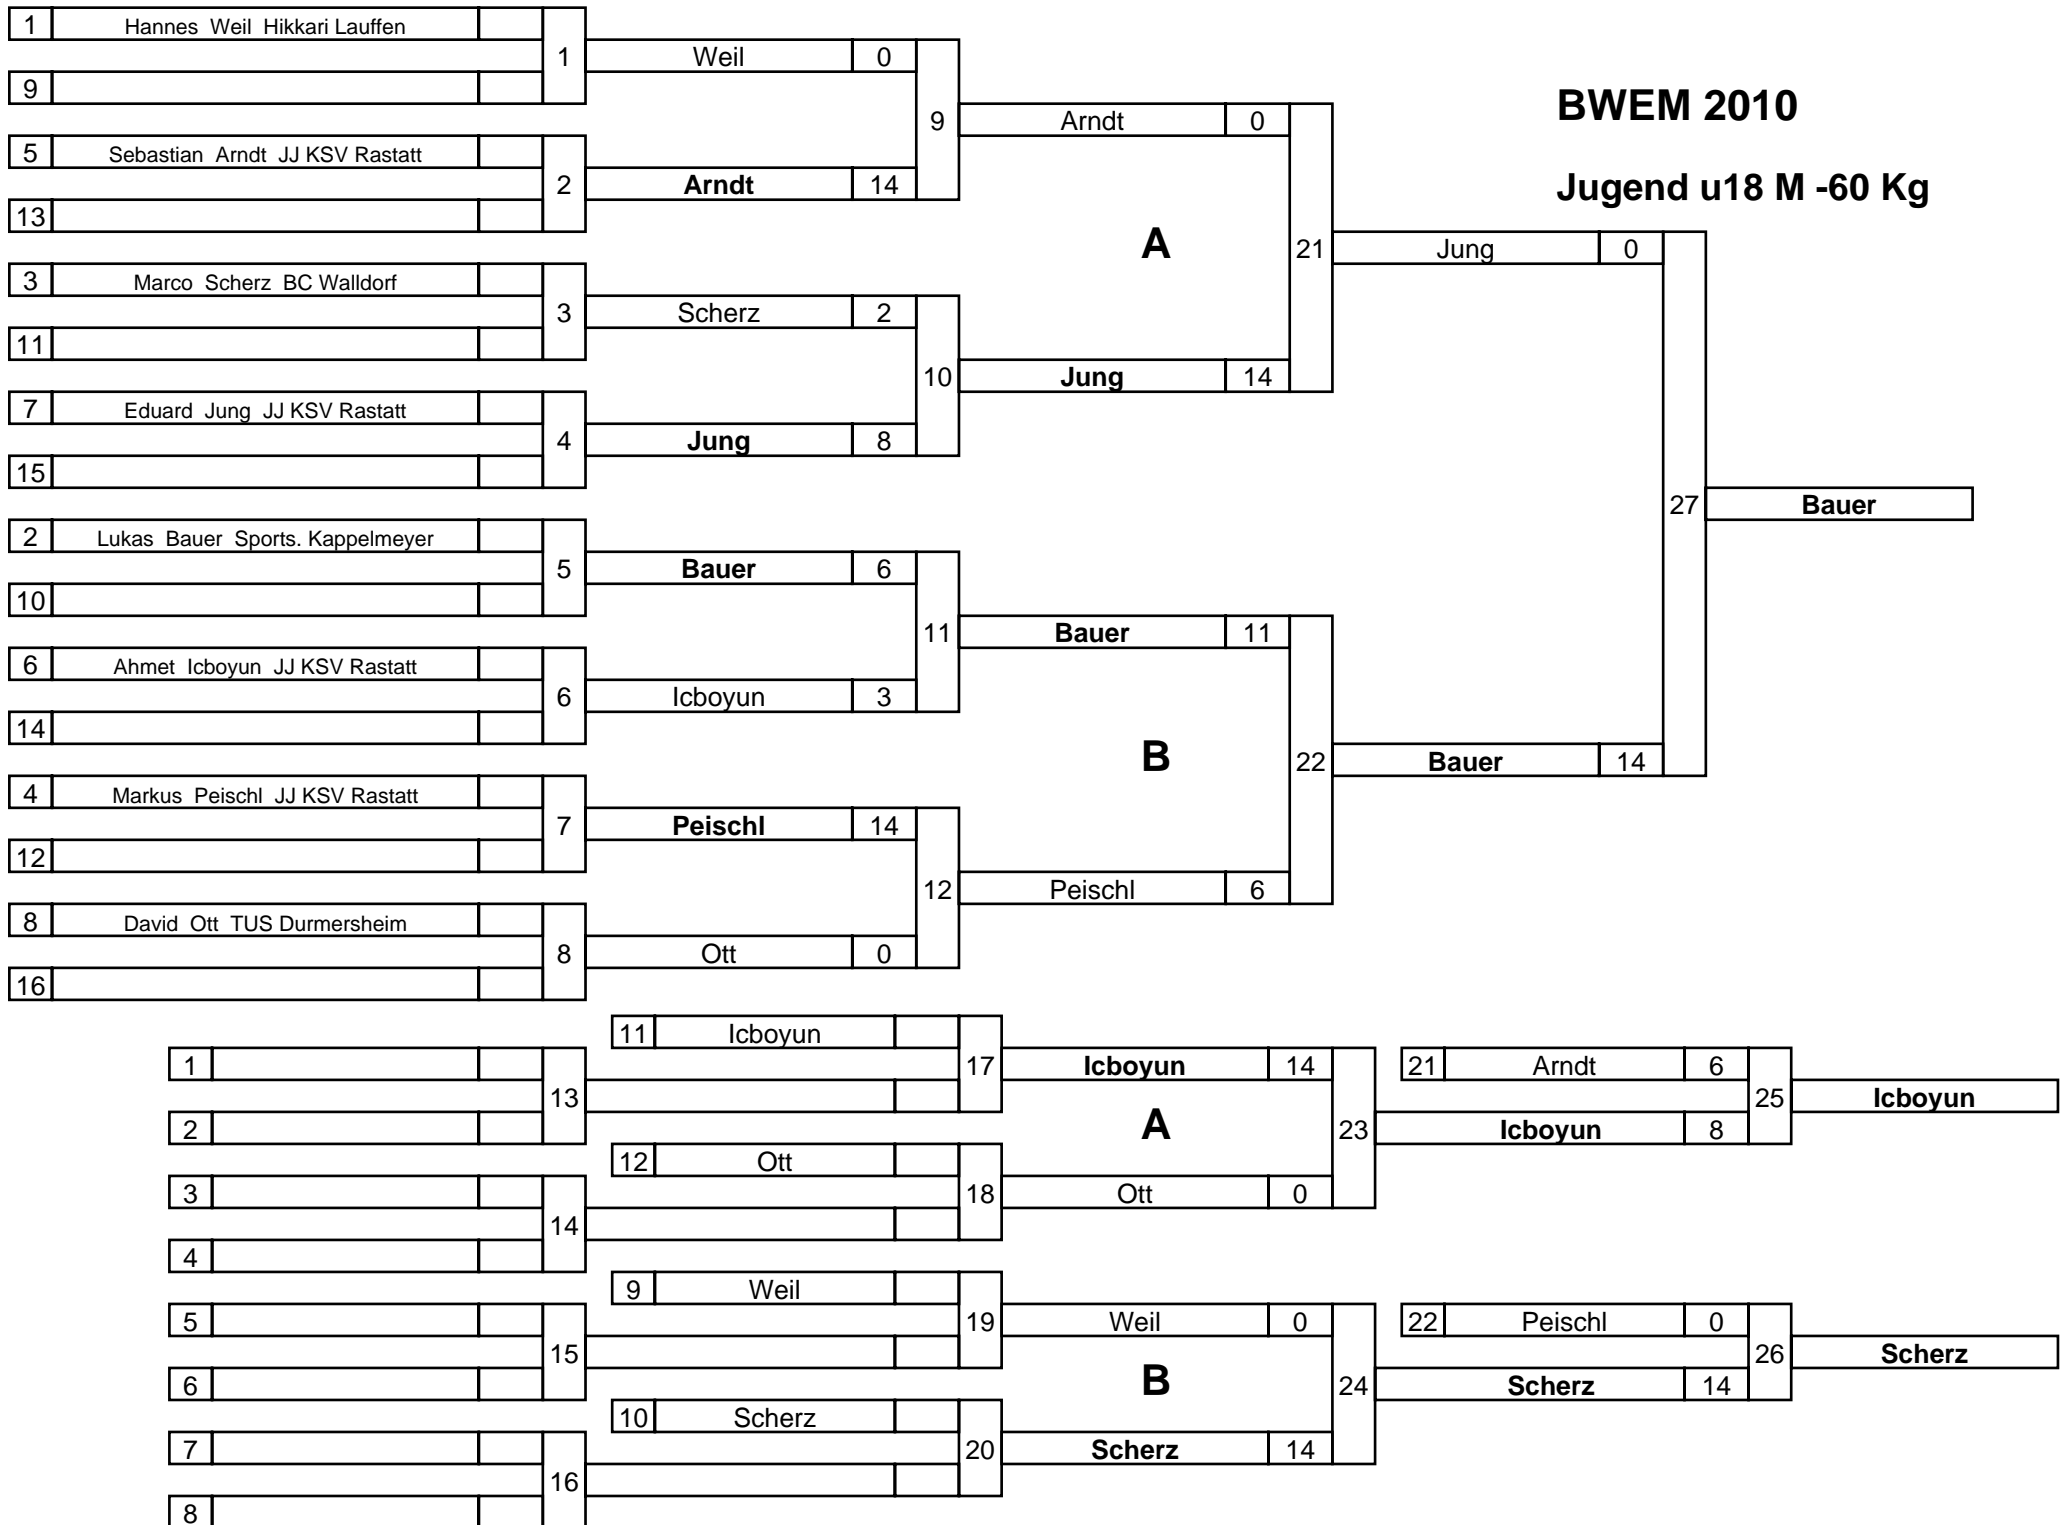 BWEM 2010
Jugend u18 M -60 Kg
1 Hannes Weil Hikkari Lauffen
1
Weil 0
9
5 Sebastian Arndt JJ KSV Rastatt
2
Arndt 14
13
9
Arndt 0
3 Marco Scherz BC Walldorf
3
Scherz 2
11
7 Eduard Jung JJ KSV Rastatt
4
Jung 8
15
10
Jung 14
A
21
Jung 0
2 Lukas Bauer Sports. Kappelmeyer
5
Bauer 6
10
6 Ahmet Icboyun JJ KSV Rastatt
6
Icboyun 3
14
11
Bauer 11
4 Markus Peischl JJ KSV Rastatt
7
Peischl 14
12
8 David Ott TUS Durmersheim
8
Ott 0
16
12
Peischl 6
B
22
Bauer 14
27
Bauer
1
2
13
11 Icboyun
17
Icboyun 14
3
4
14
12 Ott
18
Ott 0
A
23
21 Arndt 6
Icboyun 8
25
Icboyun
5
6
15
9 Weil
19
Weil 0
7
8
16
10 Scherz
20
Scherz 14
B
24
22 Peischl 0
Scherz 14
26
Scherz